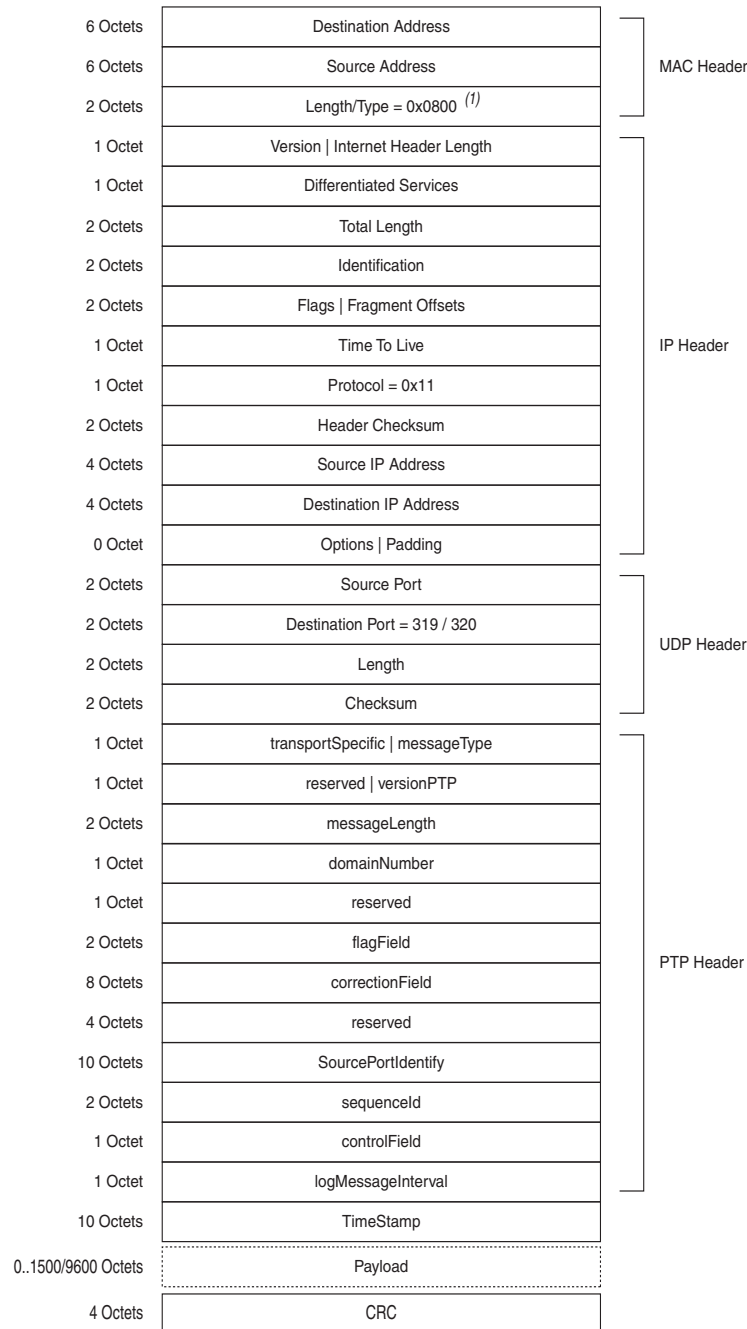 6 Octets Destination Address
6 Octets Source Address MAC Header
2 Octets Length/Type = 0x0800 (1)
1 Octet Version | Internet Header Length
1 Octet Differentiated Services
2 Octets Total Length
2 Octets Identification
2 Octets Flags | Fragment Offsets
1 Octet Time To Live IP Header
1 Octet Protocol = 0x11
2 Octets Header Checksum
4 Octets Source IP Address
4 Octets Destination IP Address
0 Octet Options | Padding
2 Octets Source Port
2 Octets Destination Port = 319 / 320
UDP Header
2 Octets Length
2 Octets Checksum
1 Octet transportSpecific | messageType
1 Octet reserved | versionPTP
2 Octets messageLength
1 Octet domainNumber
1 Octet reserved
2 Octets flagField
PTP Header
8 Octets correctionField
4 Octets reserved
10 Octets SourcePortIdentify
2 Octets sequenceId
1 Octet controlField
1 Octet logMessageInterval
10 Octets TimeStamp
0..1500/9600 Octets Payload
4 Octets CRC